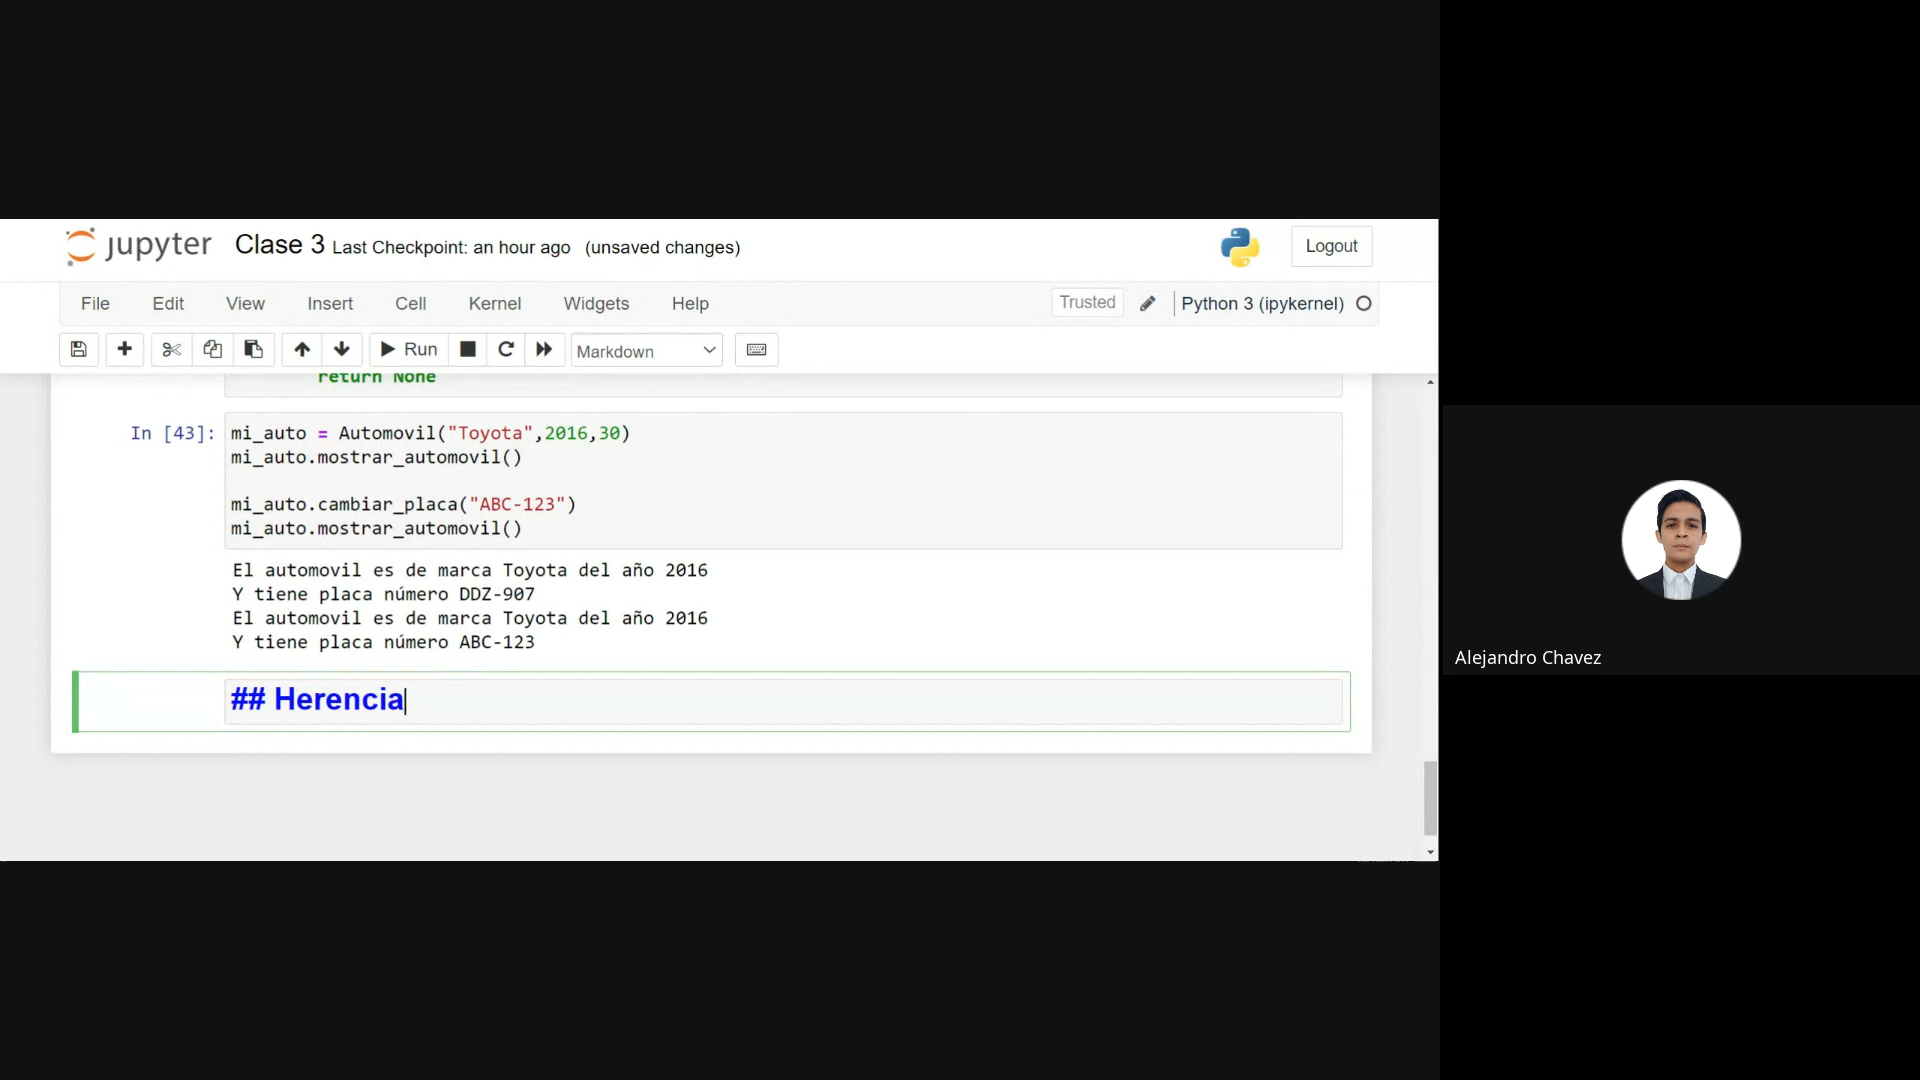 jupyter Clase 3 Last Checkpoint: an hour ago (unsaved changes)
Logout
File Edit View Insert Cell Kernel Widgets Help
Trusted
Python 3 (ipykernel)
Run
Markdown
return None
In [43]:
mi_auto = Automovil("Toyota",2016,30)
mi_auto.mostrar_automovil()
mi_auto.cambiar_placa("ABC-123")
mi_auto.mostrar_automovil()
El automovil es de marca Toyota del año 2016
Y tiene placa número DDZ-907
El automovil es de marca Toyota del año 2016
Y tiene placa número ABC-123
## Herencia
Alejandro Chavez